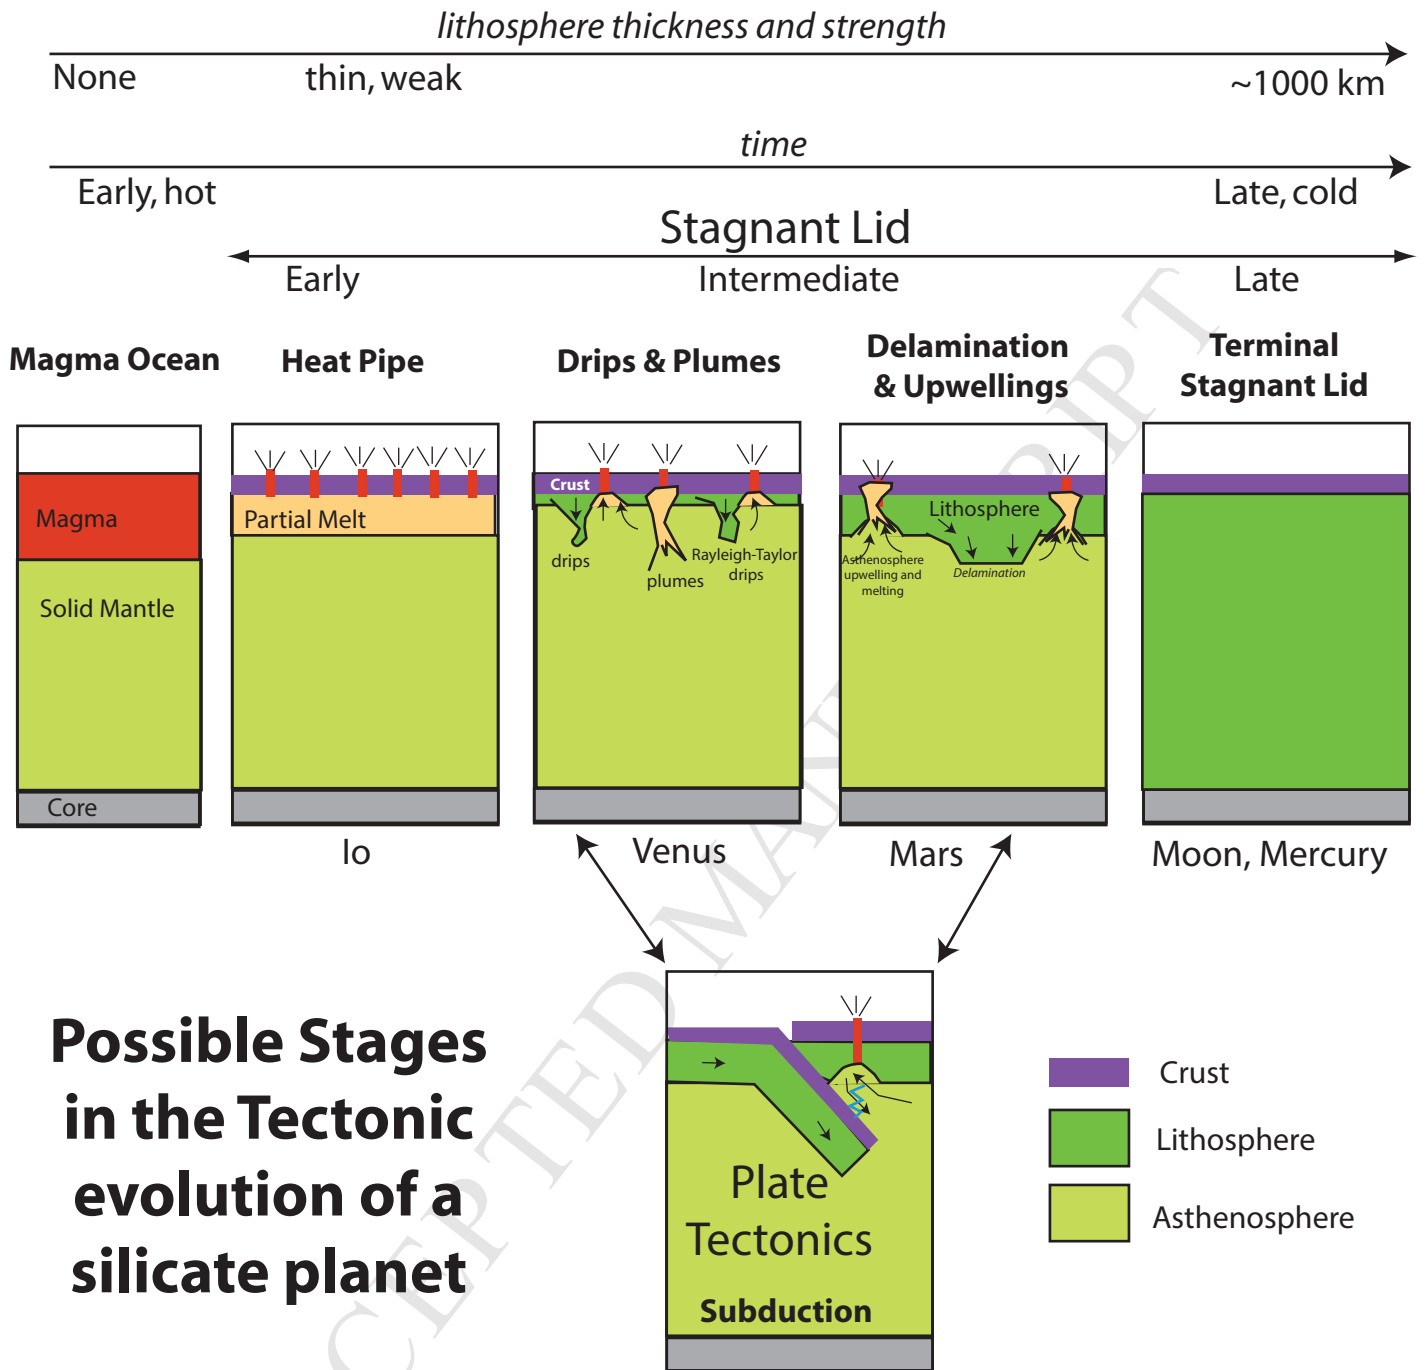 lithosphere thickness and strength
None thin, weak ~1000 km
time
Early, hot Late, cold
Stagnant Lid
Early Intermediate Late
Magma Ocean
Heat Pipe
Drips & Plumes
Delamination
& Upwellings
Terminal
Stagnant Lid
Magma
Solid Mantle
Core
Partial Melt
Io
Crust
drips
plumes
Rayleigh-Taylor
drips
Venus
Lithosphere
Asthenosphere
upwelling and
melting
Delamination
Mars
Moon, Mercury
Possible Stages
in the Tectonic
evolution of a
silicate planet
Plate
Tectonics
Subduction
Crust
Lithosphere
Asthenosphere
CEPTED MAN RIPT